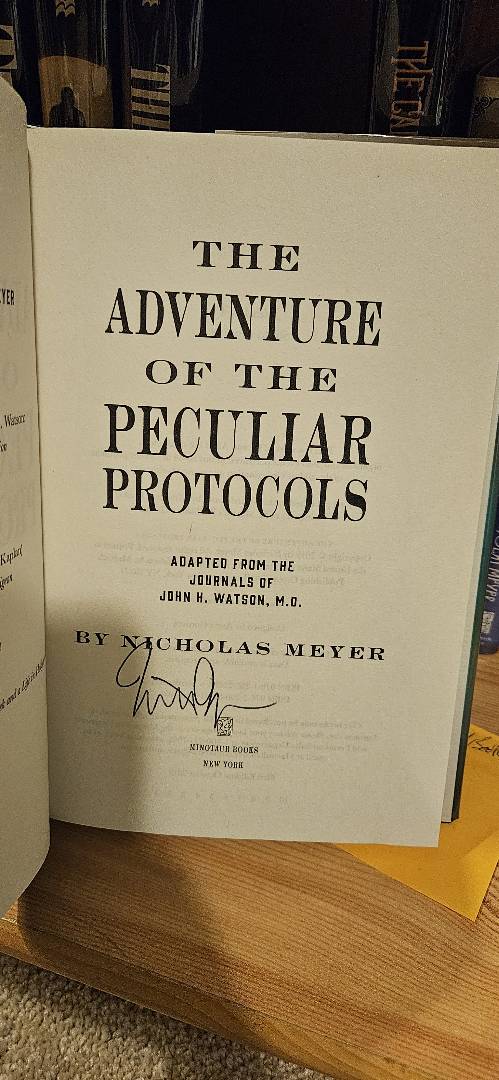 THE
ADVENTURE
OF THE
PECULIAR
PROTOCOLS
ADAPTED FROM THE
JOURNALS OF
JOHN H. WATSON, M.D.
BY NICHOLAS MEYER
MINOTAUR BOOKS
NEW YORK